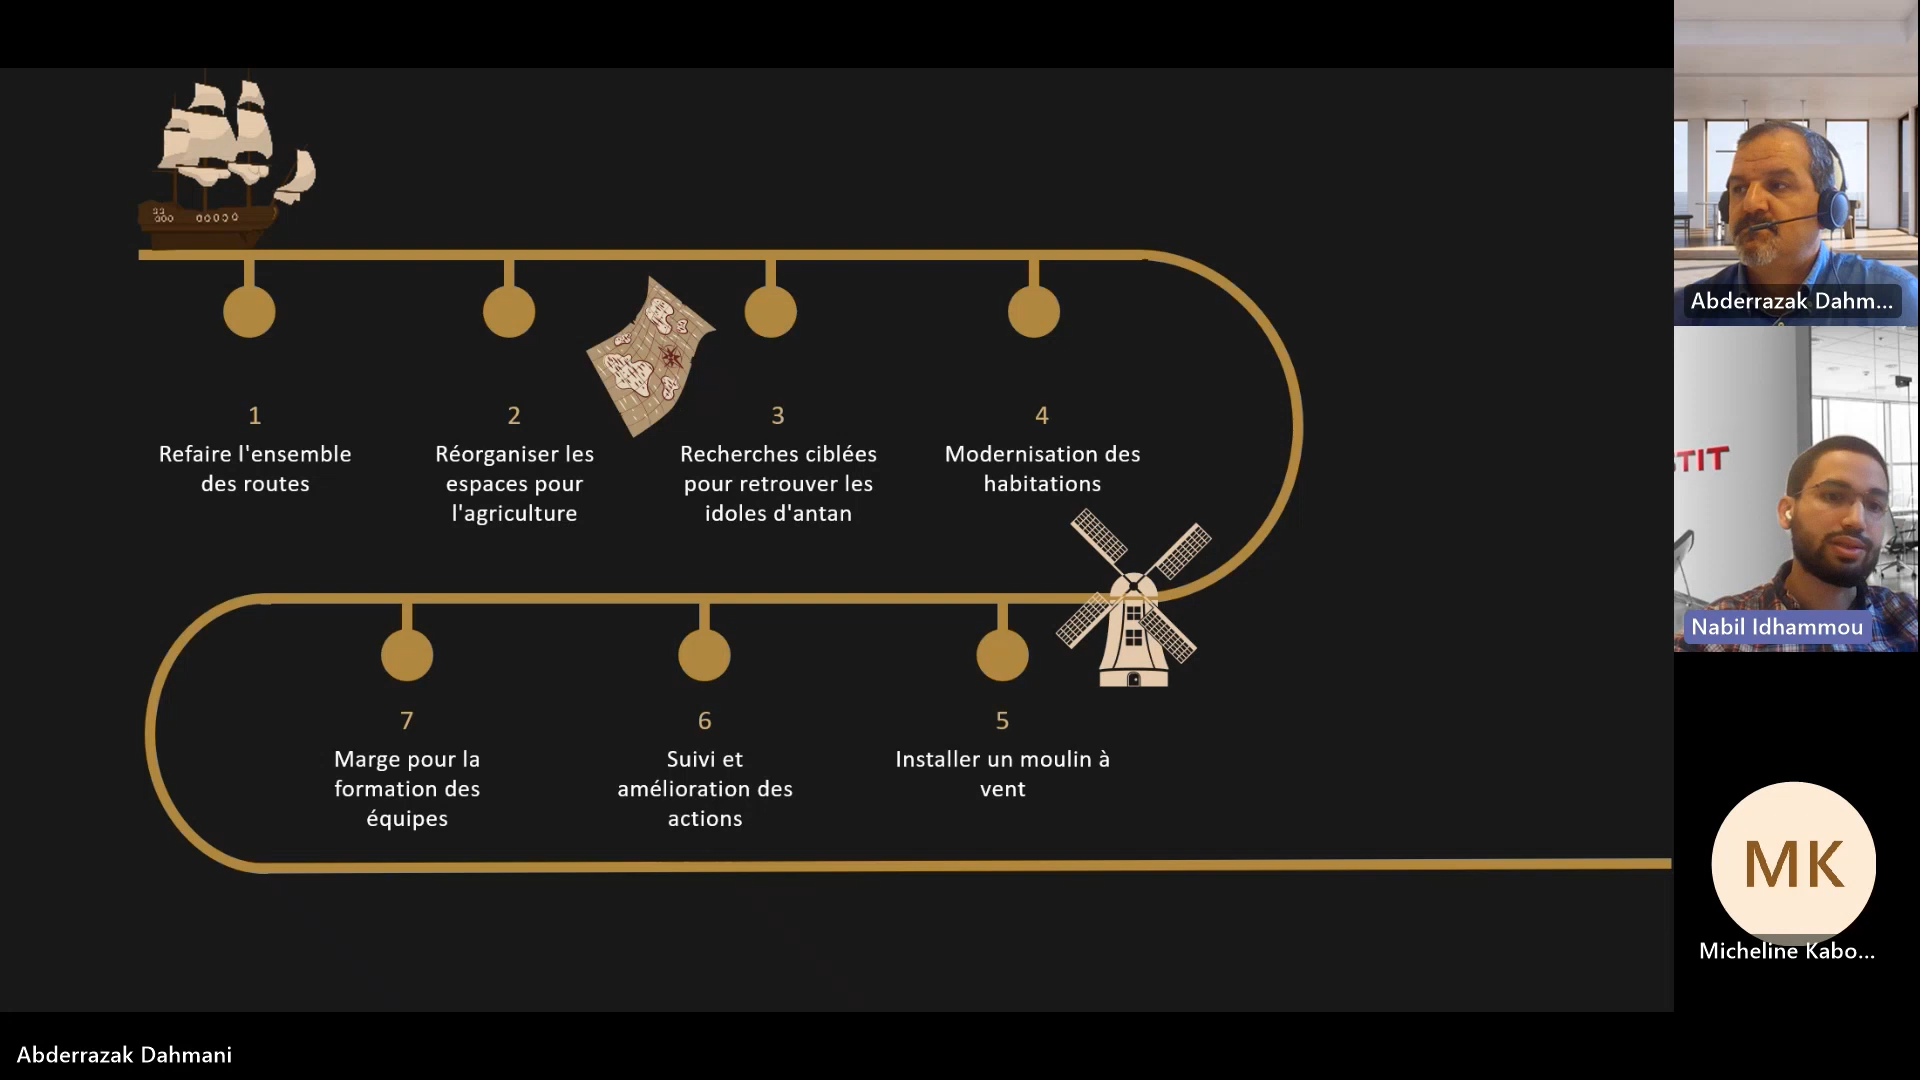 1
Refaire l'ensemble
des routes
2
Réorganiser les
espaces pour
l'agriculture
3
Recherches ciblées
pour retrouver les
idoles d'antan
4
Modernisation des
habitations
7
Marge pour la
formation des
équipes
6
Suivi et
amélioration des
actions
5
Installer un moulin à
vent
Abderrazak Dahm...
TIT
Nabil Idhammou
MK
Micheline Kabo...
Abderrazak Dahmani